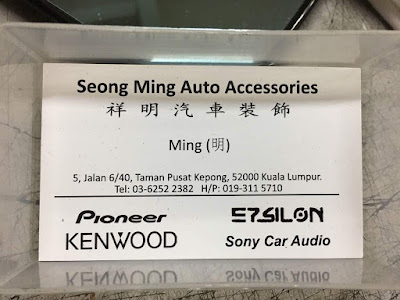 Seong Ming Auto Accessories
祥明汽車裝飾
Ming (明)
5, Jalan 6/40, Taman Pusat Kepong, 52000 Kuala Lumpur.
Tel: 03-6252 2382 H/P: 019-311 5710
Pioneer EPSILON
KENWOOD Sony Car Audio